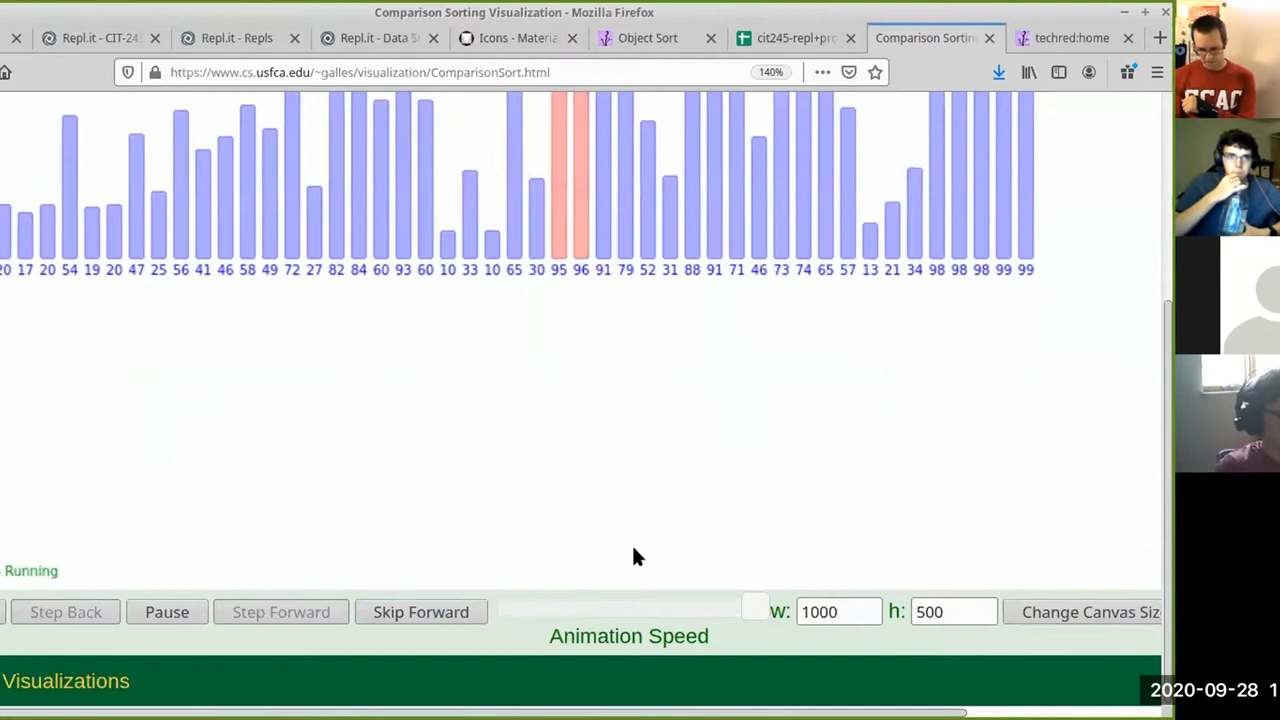 Comparison Sorting Visualization - Mozilla Firefox
Repl.it - CIT-24
Repl.it - Repls
Repl.it - Data S
Icons - Materia
Object Sort
cit245-repl+pro
Comparison Sorting
techred:home
https://www.cs.usfca.edu/~galles/visualization/ComparisonSort.html
140%
20 17 20 54 19 20 47 25 56 41 46 58 49 72 27 82 84 60 93 60 10 33 10 65 30 95 96 91 79 52 31 88 91 71 46 73 74 65 57 13 21 34 98 98 98 99 99
Running
Step Back Pause Step Forward Skip Forward w: 1000 h: 500 Change Canvas Siz
Animation Speed
Visualizations
CCAC
2020-09-28 1